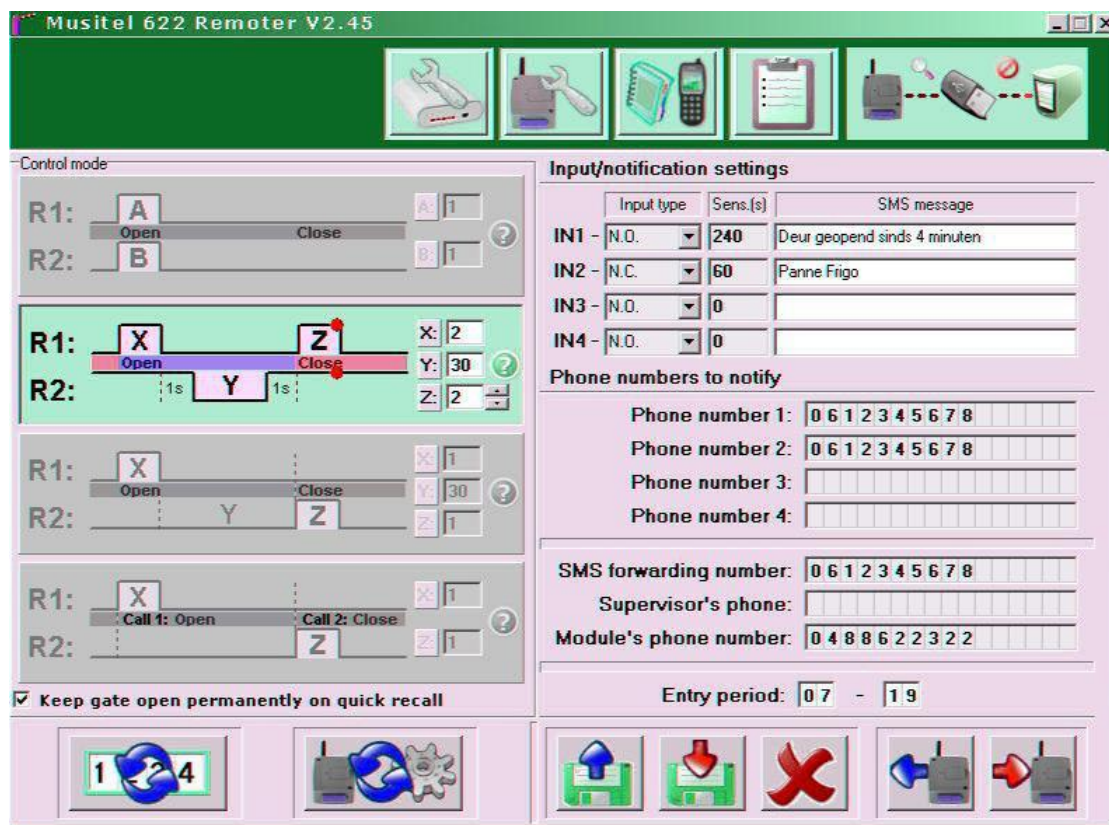 Musitel 622 Remoter V2.45
Control mode
R1: A A: 1
Open Close
R2: B B: 1
R1: X Z X: 2
Open Close Y: 30
R2: 1s Y 1s Z: 2
R1: X X: 1
Open Close Y: 30
R2: Y Z Z: 1
R1: X X: 1
Call 1: Open Call 2: Close
R2: Z Z: 1
Keep gate open permanently on quick recall
1 4
Input/notification settings
Input type Sens.(s) SMS message
IN1 - N.O. 240 Deur geopend sinds 4 minuten
IN2 - N.C. 60 Panne Frigo
IN3 - N.O. 0
IN4 - N.O. 0
Phone numbers to notify
Phone number 1: 0612345678
Phone number 2: 0612345678
Phone number 3:
Phone number 4:
SMS forwarding number: 0612345678
Supervisor's phone:
Module's phone number: 0488622322
Entry period: 07 - 19